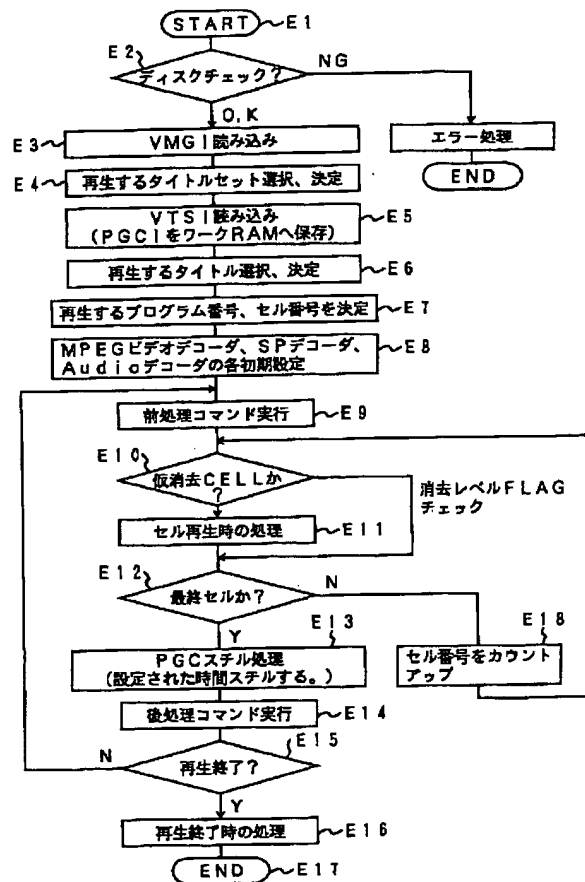 START E1
E2
ディスクチェック?
NG
O,K
エラー処理
END
E3 VMGI読み込み
E4 再生するタイトルセット選択、決定
VTSI読み込み
(PGCIをワークRAMへ保存) E5
再生するタイトル選択、決定 E6
再生するプログラム番号、セル番号を決定 E7
MPEGビデオデコーダ、SPデコーダ、
Audioデコーダの各初期設定 E8
前処理コマンド実行 E9
E10
仮消去CELLか
?
消去レベルFLAG
チェック
セル再生時の処理 E11
E12
最終セルか?
N
Y
E13
PGCスチル処理
(設定された時間スチルする。)
E18
セル番号をカウント
アップ
後処理コマンド実行 E14
E15
N
再生終了?
Y
再生終了時の処理 E16
END E17